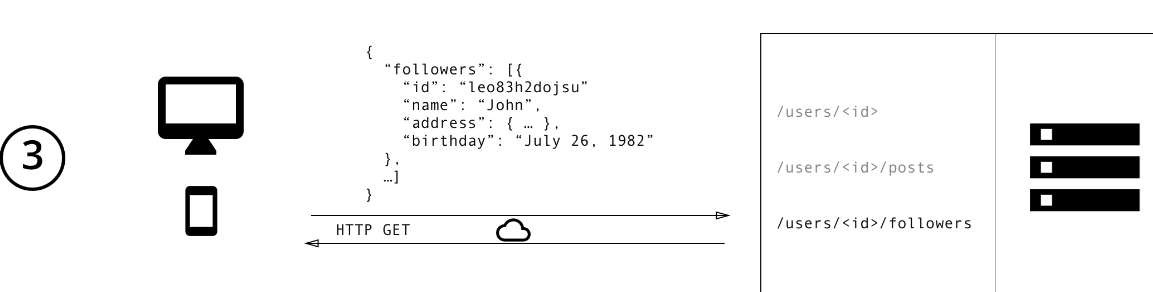 3
{
“followers”: [{
“id”: “leo83h2dojsu”
“name”: “John”,
“address”: { … },
“birthday”: “July 26, 1982”
},
…]
}
HTTP GET
/users/<id>
/users/<id>/posts
/users/<id>/followers